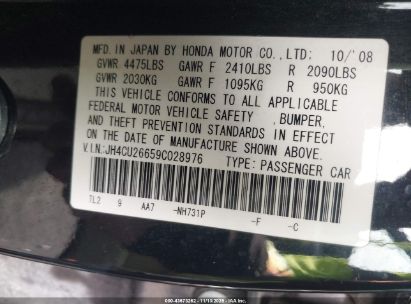 MFD. IN JAPAN BY HONDA MOTOR CO.,LTD. 10/'08
GVWR 4475LBS GAWR F 2410LBS R 2090LBS
GVWR 2030KG GAWR F 1095KG R 950KG
THIS VEHICLE CONFORMS TO ALL APPLICABLE
FEDERAL MOTOR VEHICLE SAFETY ,BUMPER,
AND THEFT PREVENTION STANDARDS IN EFFECT
ON THE DATE OF MANUFACTURE SHOWN ABOVE.
V.I.N.:JH4CU26659C028976 TYPE: PASSENGER CAR
TL2 9 AA7 -NH731P -F -C